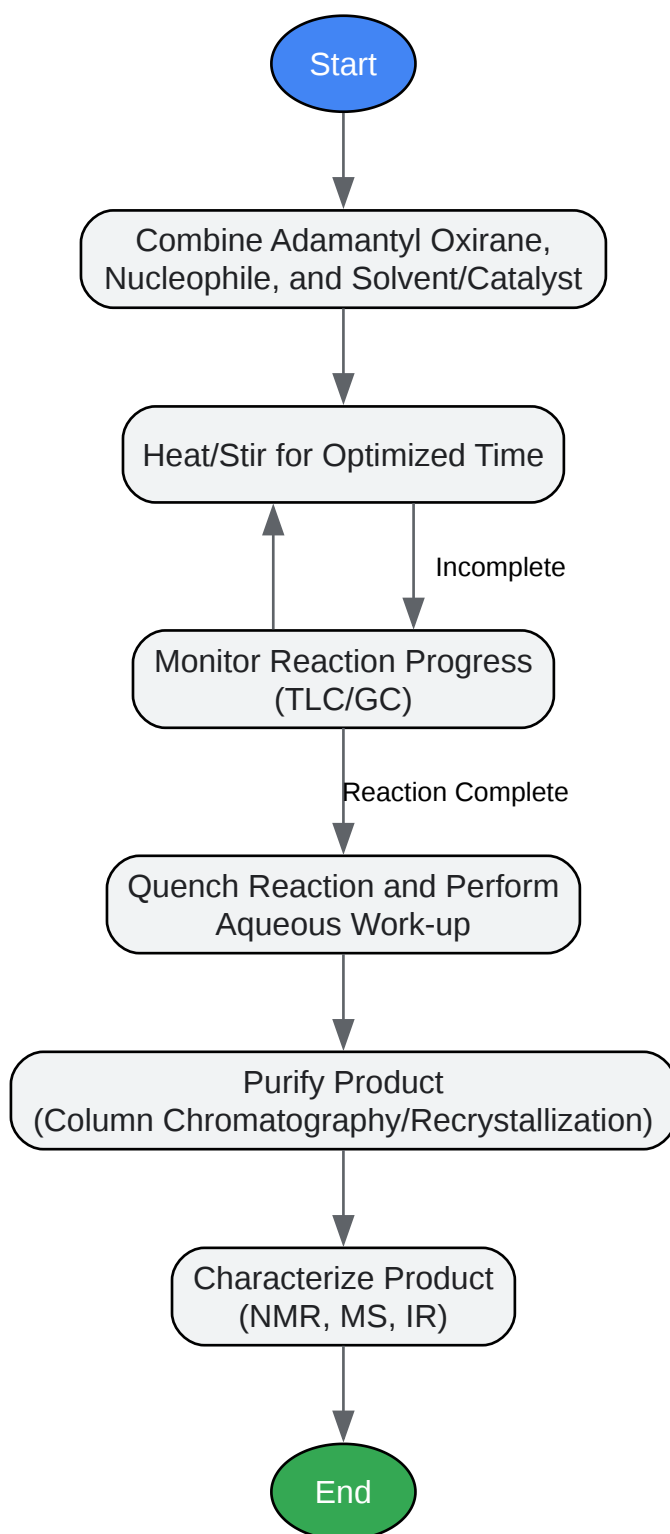 Start
Combine Adamantyl Oxirane,
Nucleophile, and Solvent/Catalyst
Heat/Stir for Optimized Time
Incomplete
Monitor Reaction Progress
(TLC/GC)
Reaction Complete
Quench Reaction and Perform
Aqueous Work-up
Purify Product
(Column Chromatography/Recrystallization)
Characterize Product
(NMR, MS, IR)
End